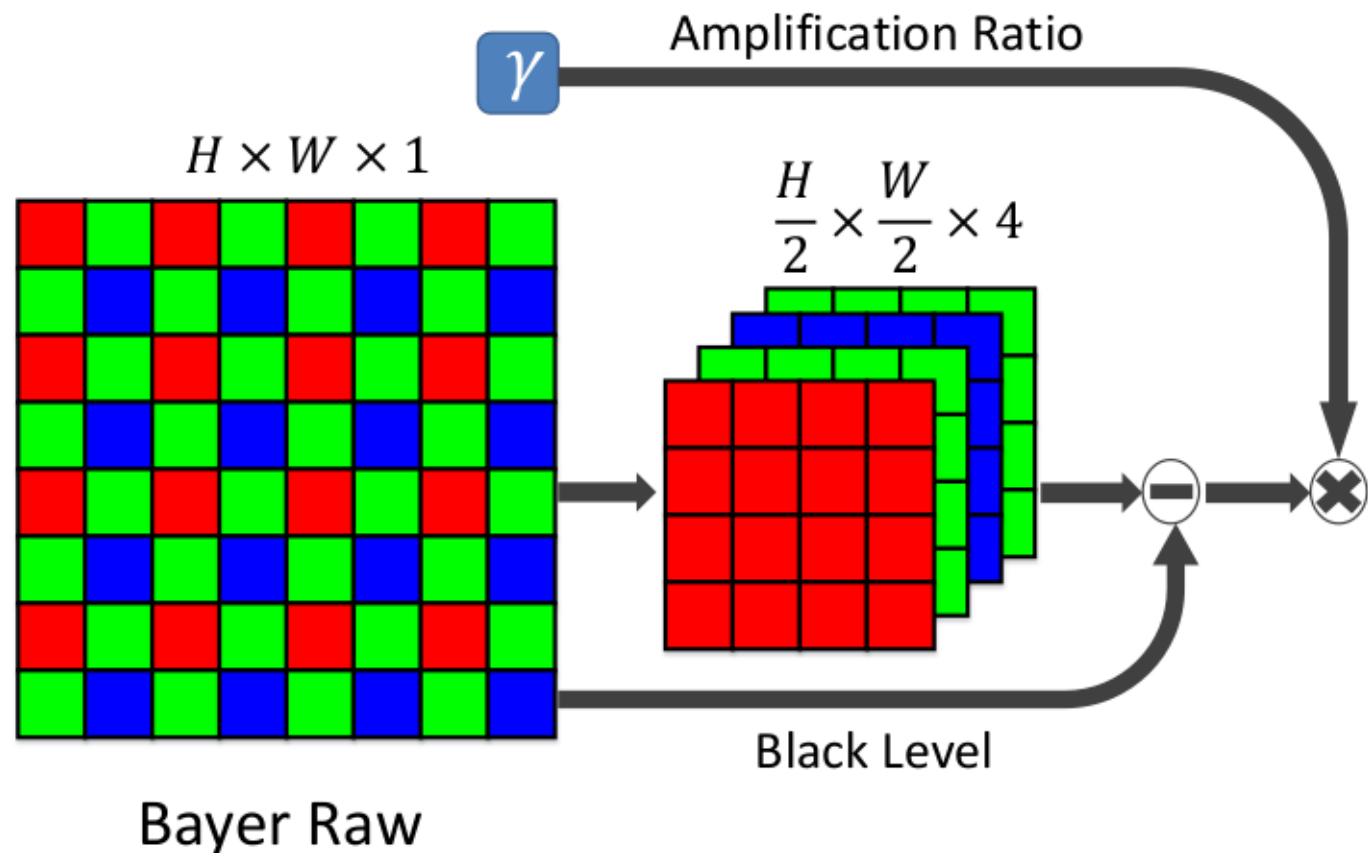 Amplification Ratio
γ
H × W × 1
H/2 × W/2 × 4
Black Level
Bayer Raw